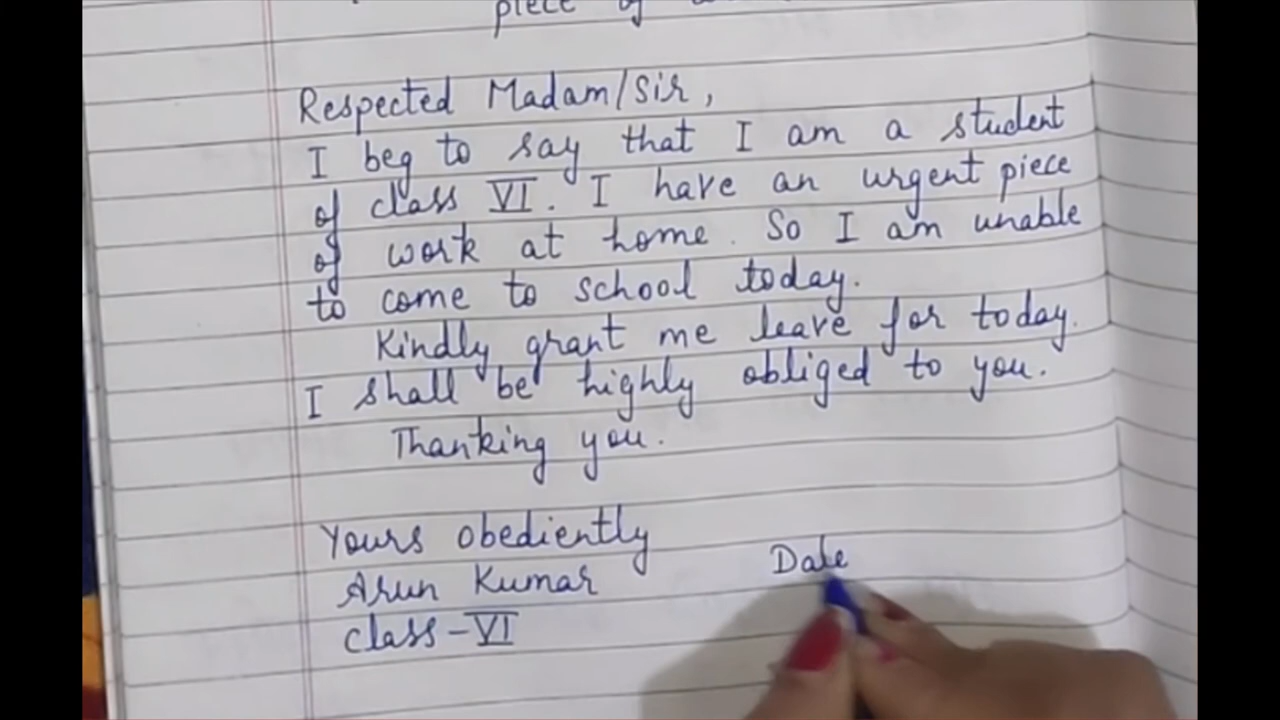 piece of
Respected Madam/Sir,
I beg to say that I am a student
of class VI. I have an urgent piece
of work at home. So I am unable
to come to school today.
Kindly grant me leave for today.
I shall be highly obliged to you.
Thanking you.
Yours obediently
Arun Kumar
Date
class-VI